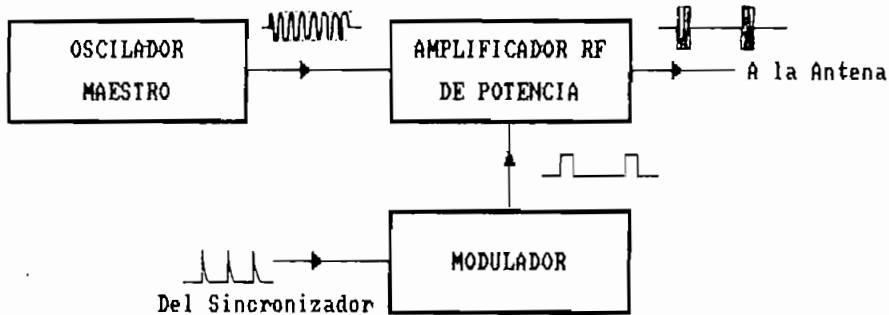 OSCILADOR
MAESTRO
AMPLIFICADOR RF
DE POTENCIA
A la Antena
MODULADOR
Del Sincronizador